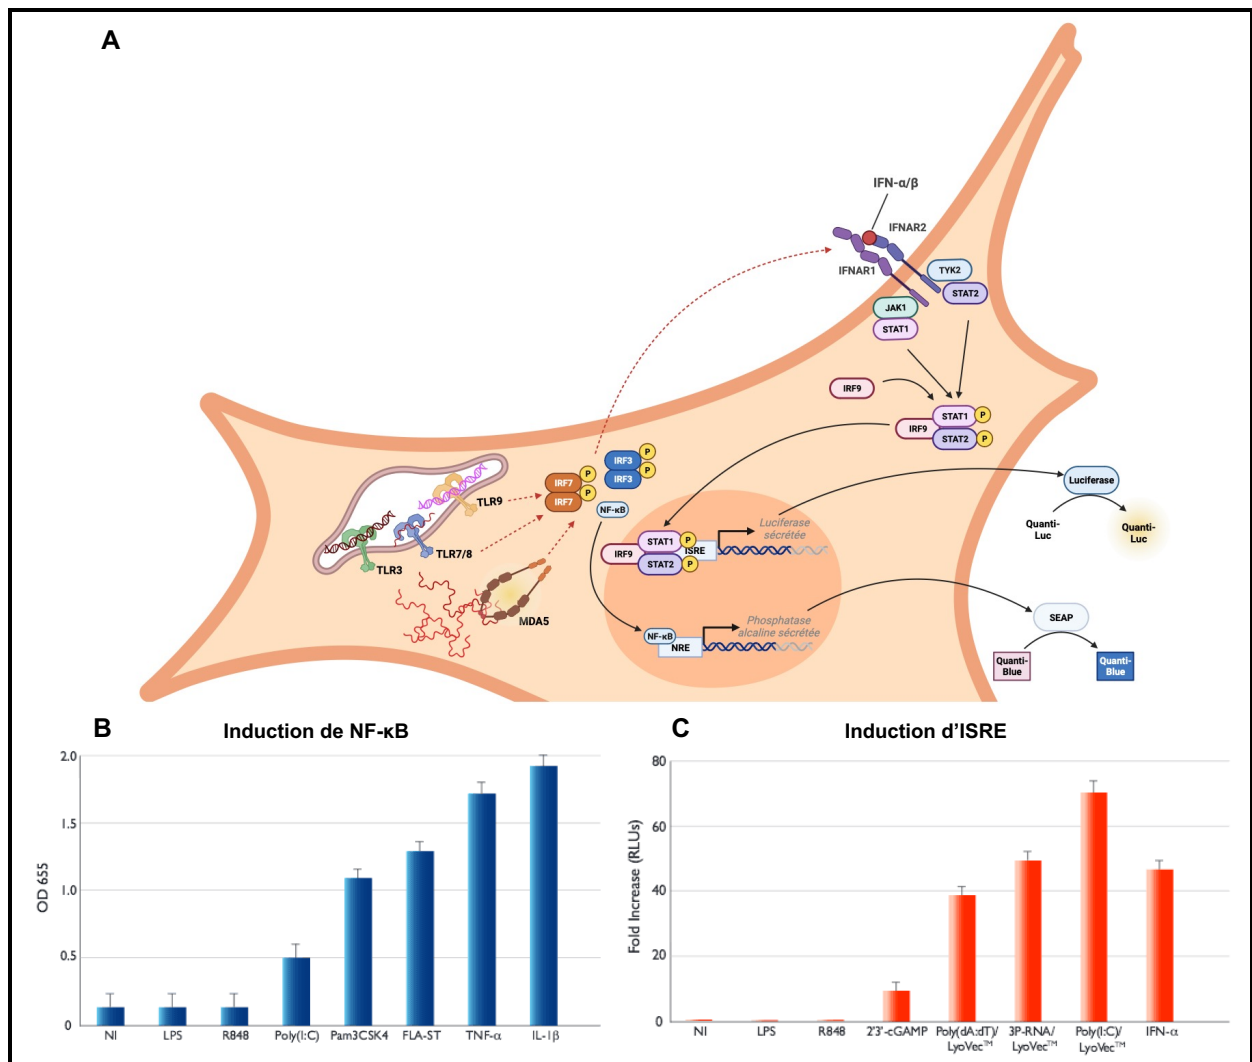 A
IFN-α/β
IFNAR2
IFNAR1
TYK2
STAT2
JAK1
STAT1
IRF9
STAT1
P
IRF9
STAT2
P
IRF3
P
IRF3
P
IRF7
P
IRF7
P
NF-κB
TLR9
TLR7/8
TLR3
MDA5
Luciferase
Quanti-
Luc
Quanti-
Luc
Luciferase
sécrétée
STAT1
P
IRF9
ISRE
STAT2
P
Phosphatase
alcaline sécrétée
NF-κB
NRE
SEAP
Quanti-
Blue
Quanti-
Blue
B
Induction de NF-κB
OD 655
2.0
1.5
1.0
0.5
0
NI LPS R848 Poly(I:C) Pam3CSK4 FLA-ST TNF-α IL-1β
C
Induction d'ISRE
Fold Increase (RLUs)
80
60
40
20
0
NI LPS R848 2'3'-cGAMP Poly(dA:dT)/ 3P-RNA/ Poly(I:C)/ IFN-α
LyoVec™ LyoVec™ LyoVec™